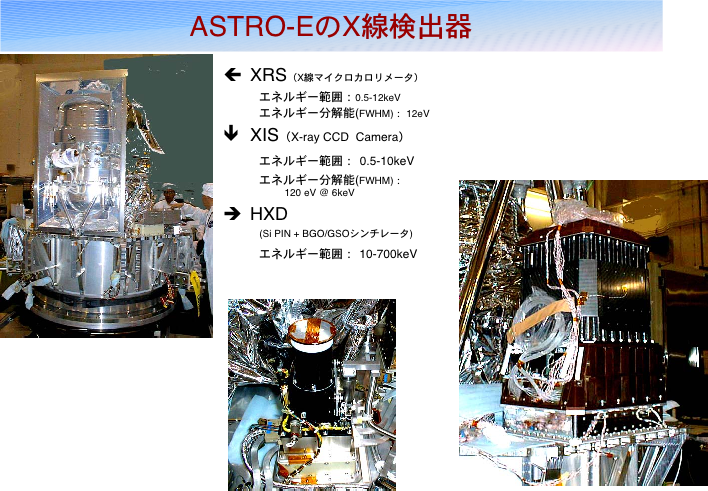 ASTRO-EのX線検出器
← XRS（X線マイクロカロリメータ）
エネルギー範囲：0.5-12keV
エネルギー分解能(FWHM)： 12eV
↓ XIS（X-ray CCD Camera）
エネルギー範囲： 0.5-10keV
エネルギー分解能(FWHM)：
120 eV @ 6keV
→ HXD
(Si PIN + BGO/GSOシンチレータ)
エネルギー範囲： 10-700keV